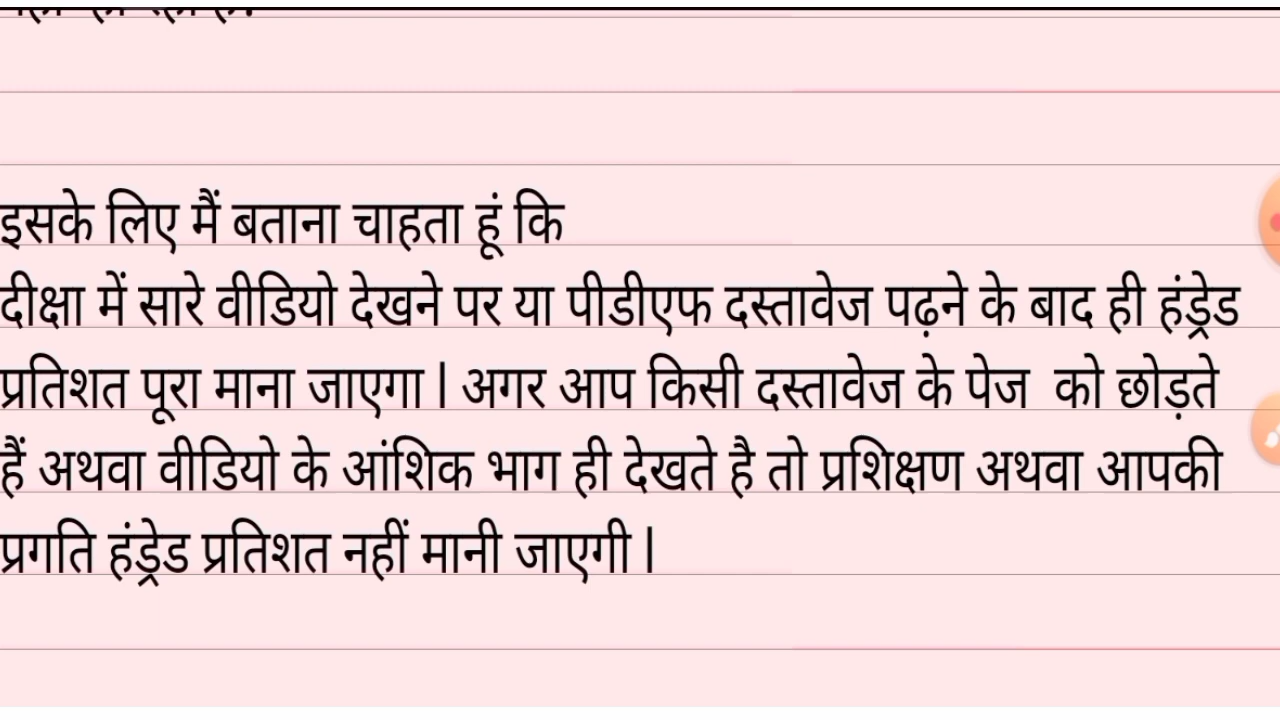 इसके लिए मैं बताना चाहता हूं कि
दीक्षा में सारे वीडियो देखने पर या पीडीएफ दस्तावेज पढ़ने के बाद ही हंड्रेड
प्रतिशत पूरा माना जाएगा | अगर आप किसी दस्तावेज के पेज  को छोड़ते
हैं अथवा वीडियो के आंशिक भाग ही देखते है तो प्रशिक्षण अथवा आपकी
प्रगति हंड्रेड प्रतिशत नहीं मानी जाएगी |